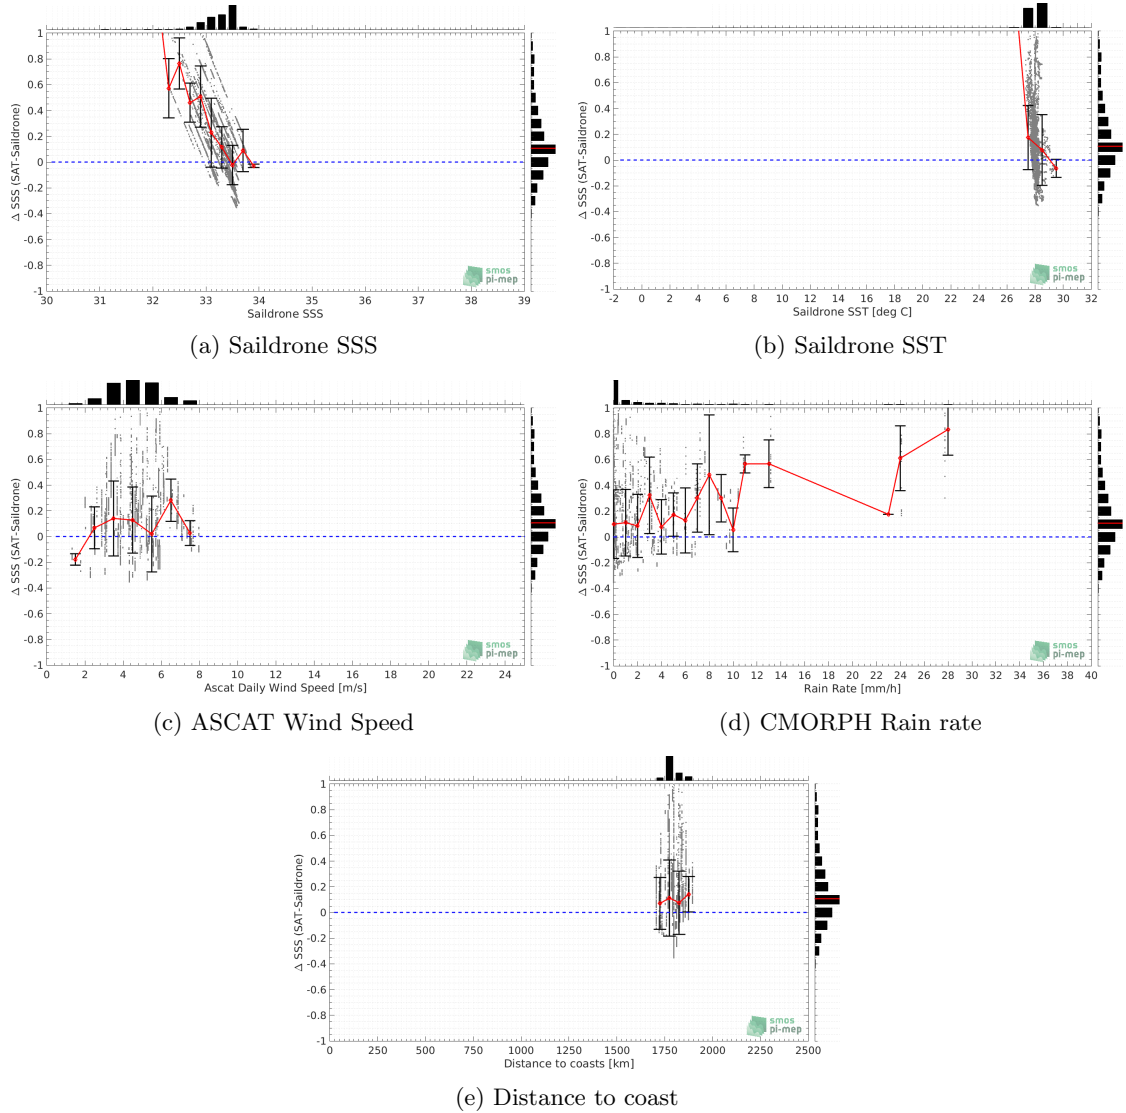 1
0.8
0.6
0.4
0.2
0
-0.2
-0.4
-0.6
-0.8
-1
Δ SSS (SAT-Saildrone)
30 31 32 33 34 35 36 37 38 39
Saildrone SSS
smos
pi-mep
(a) Saildrone SSS
1
0.8
0.6
0.4
0.2
0
-0.2
-0.4
-0.6
-0.8
-1
Δ SSS (SAT-Saildrone)
-2 0 2 4 6 8 10 12 14 16 18 20 22 24 26 28 30 32
Saildrone SST [deg C]
smos
pi-mep
(b) Saildrone SST
1
0.8
0.6
0.4
0.2
0
-0.2
-0.4
-0.6
-0.8
-1
Δ SSS (SAT-Saildrone)
0 2 4 6 8 10 12 14 16 18 20 22 24
Ascat Daily Wind Speed [m/s]
smos
pi-mep
(c) ASCAT Wind Speed
1
0.8
0.6
0.4
0.2
0
-0.2
-0.4
-0.6
-0.8
-1
Δ SSS (SAT-Saildrone)
0 2 4 6 8 10 12 14 16 18 20 22 24 26 28 30 32 34 36 38 40
Rain Rate [mm/h]
smos
pi-mep
(d) CMORPH Rain rate
1
0.8
0.6
0.4
0.2
0
-0.2
-0.4
-0.6
-0.8
-1
Δ SSS (SAT-Saildrone)
0 250 500 750 1000 1250 1500 1750 2000 2250 2500
Distance to coasts [km]
smos
pi-mep
(e) Distance to coast